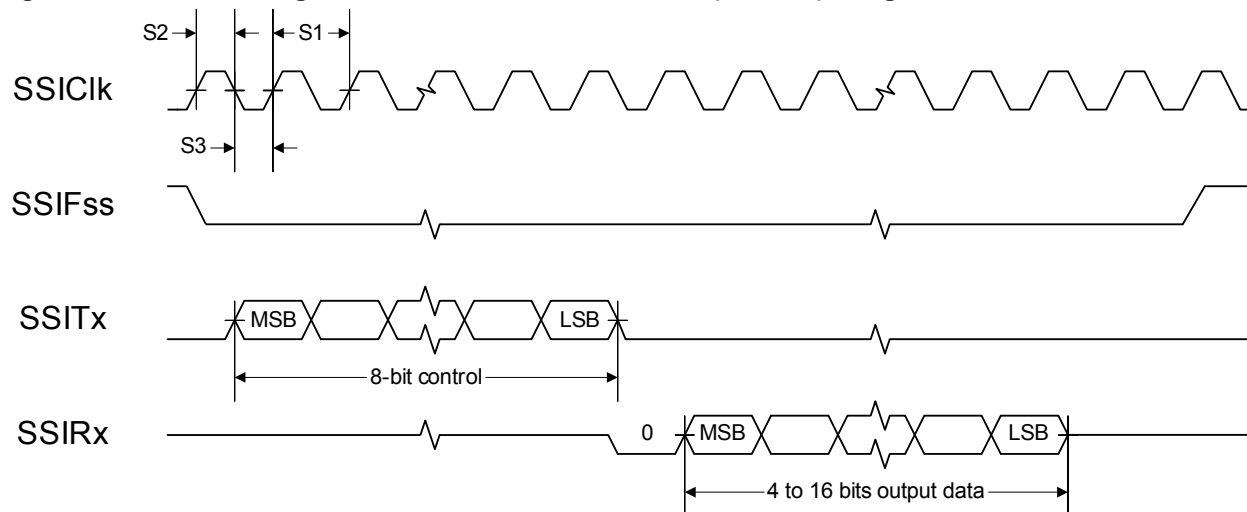 S2
S1
SSIClk
S3
SSIFss
SSITx
MSB
LSB
8-bit control
SSIRx
0
MSB
LSB
4 to 16 bits output data